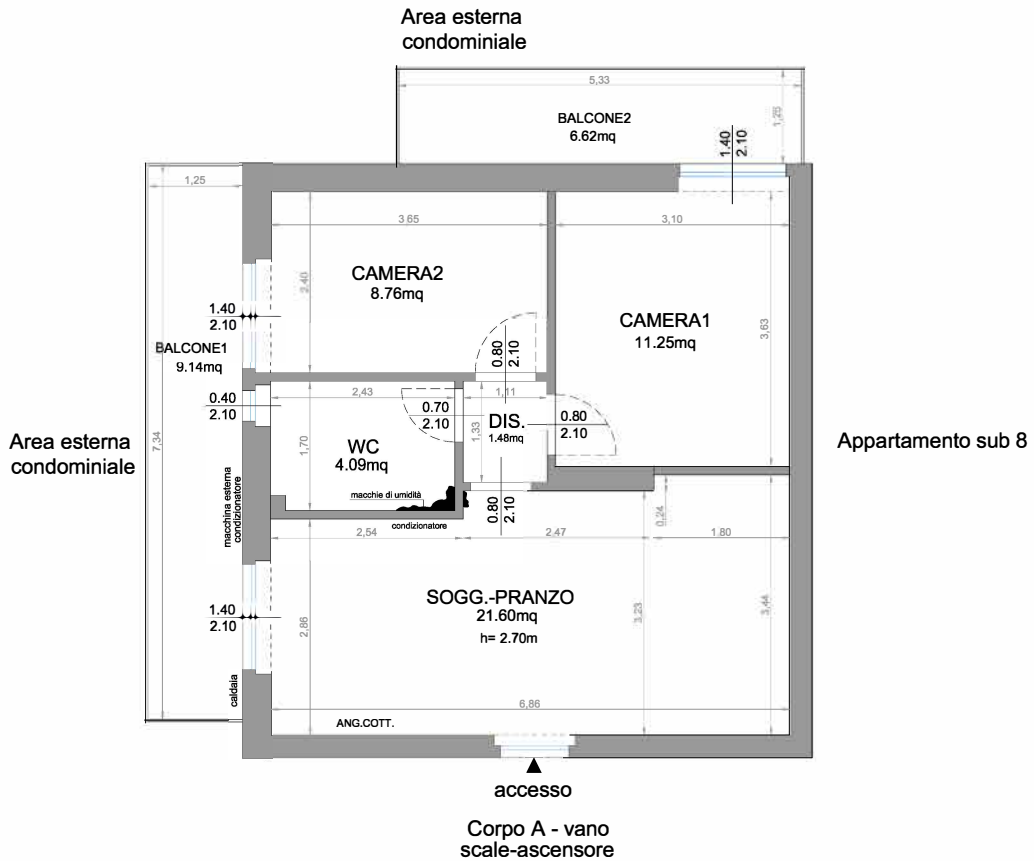 Area esterna
condominiale
5,33
BALCONE2
6.62mq
1,25
1.40
2.10
1,25
3.65
3,10
2,40
CAMERA2
8.76mq
CAMERA1
11.25mq
3,63
1.40
2.10
BALCONE1
9.14mq
0.80
2.10
0.40
2.10
2,43
1,11
0.70
2.10
DIS.
1.48mq
1,33
0.80
2.10
Area esterna
condominiale
7,34
WC
4.09mq
1,70
Appartamento sub 8
macchie di umidità
condizionatore
macchina esterna
condizionatore
0.80
2.10
0,24
2,54
2,47
1.80
SOGG.-PRANZO
21.60mq
h= 2.70m
1.40
2.10
2,86
3,23
3,44
caldaia
6,86
ANG.COTT.
accesso
Corpo A - vano
scale-ascensore